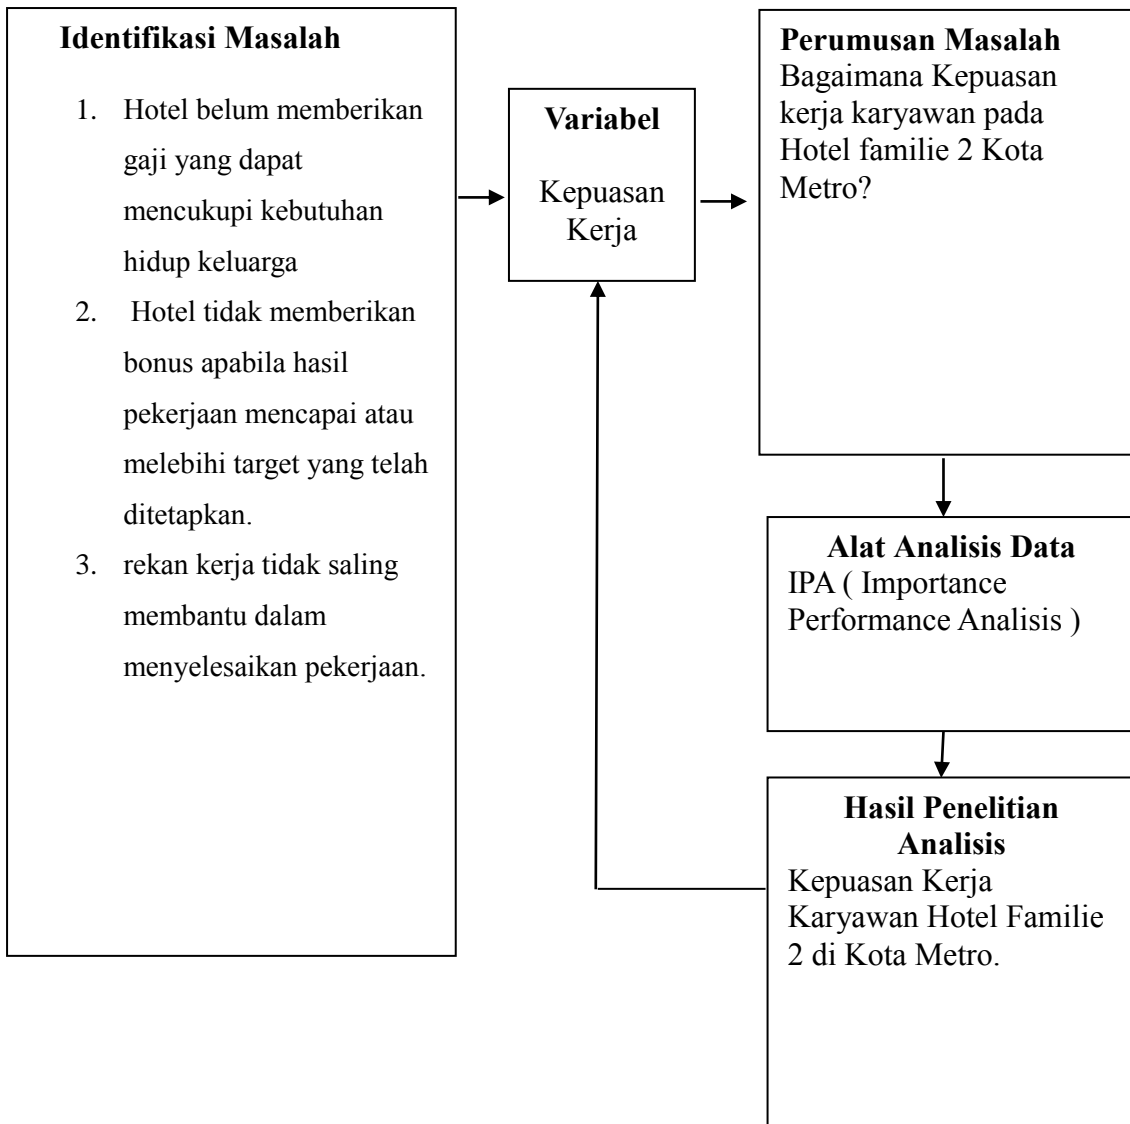 Identifikasi Masalah
1. Hotel belum memberikan
gaji yang dapat
mencukupi kebutuhan
hidup keluarga
2. Hotel tidak memberikan
bonus apabila hasil
pekerjaan mencapai atau
melebihi target yang telah
ditetapkan.
3. rekan kerja tidak saling
membantu dalam
menyelesaikan pekerjaan.
Variabel
Kepuasan
Kerja
Perumusan Masalah
Bagaimana Kepuasan
kerja karyawan pada
Hotel familie 2 Kota
Metro?
Alat Analisis Data
IPA ( Importance
Performance Analisis )
Hasil Penelitian
Analisis
Kepuasan Kerja
Karyawan Hotel Familie
2 di Kota Metro.